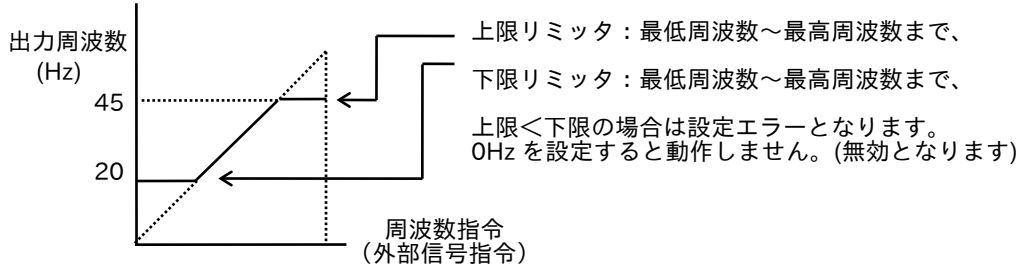 出力周波数
(Hz)
45
20
上限リミッタ：最低周波数～最高周波数まで、
下限リミッタ：最低周波数～最高周波数まで、
上限＜下限の場合は設定エラーとなります。
0Hz を設定すると動作しません。(無効となります)
周波数指令
（外部信号指令）